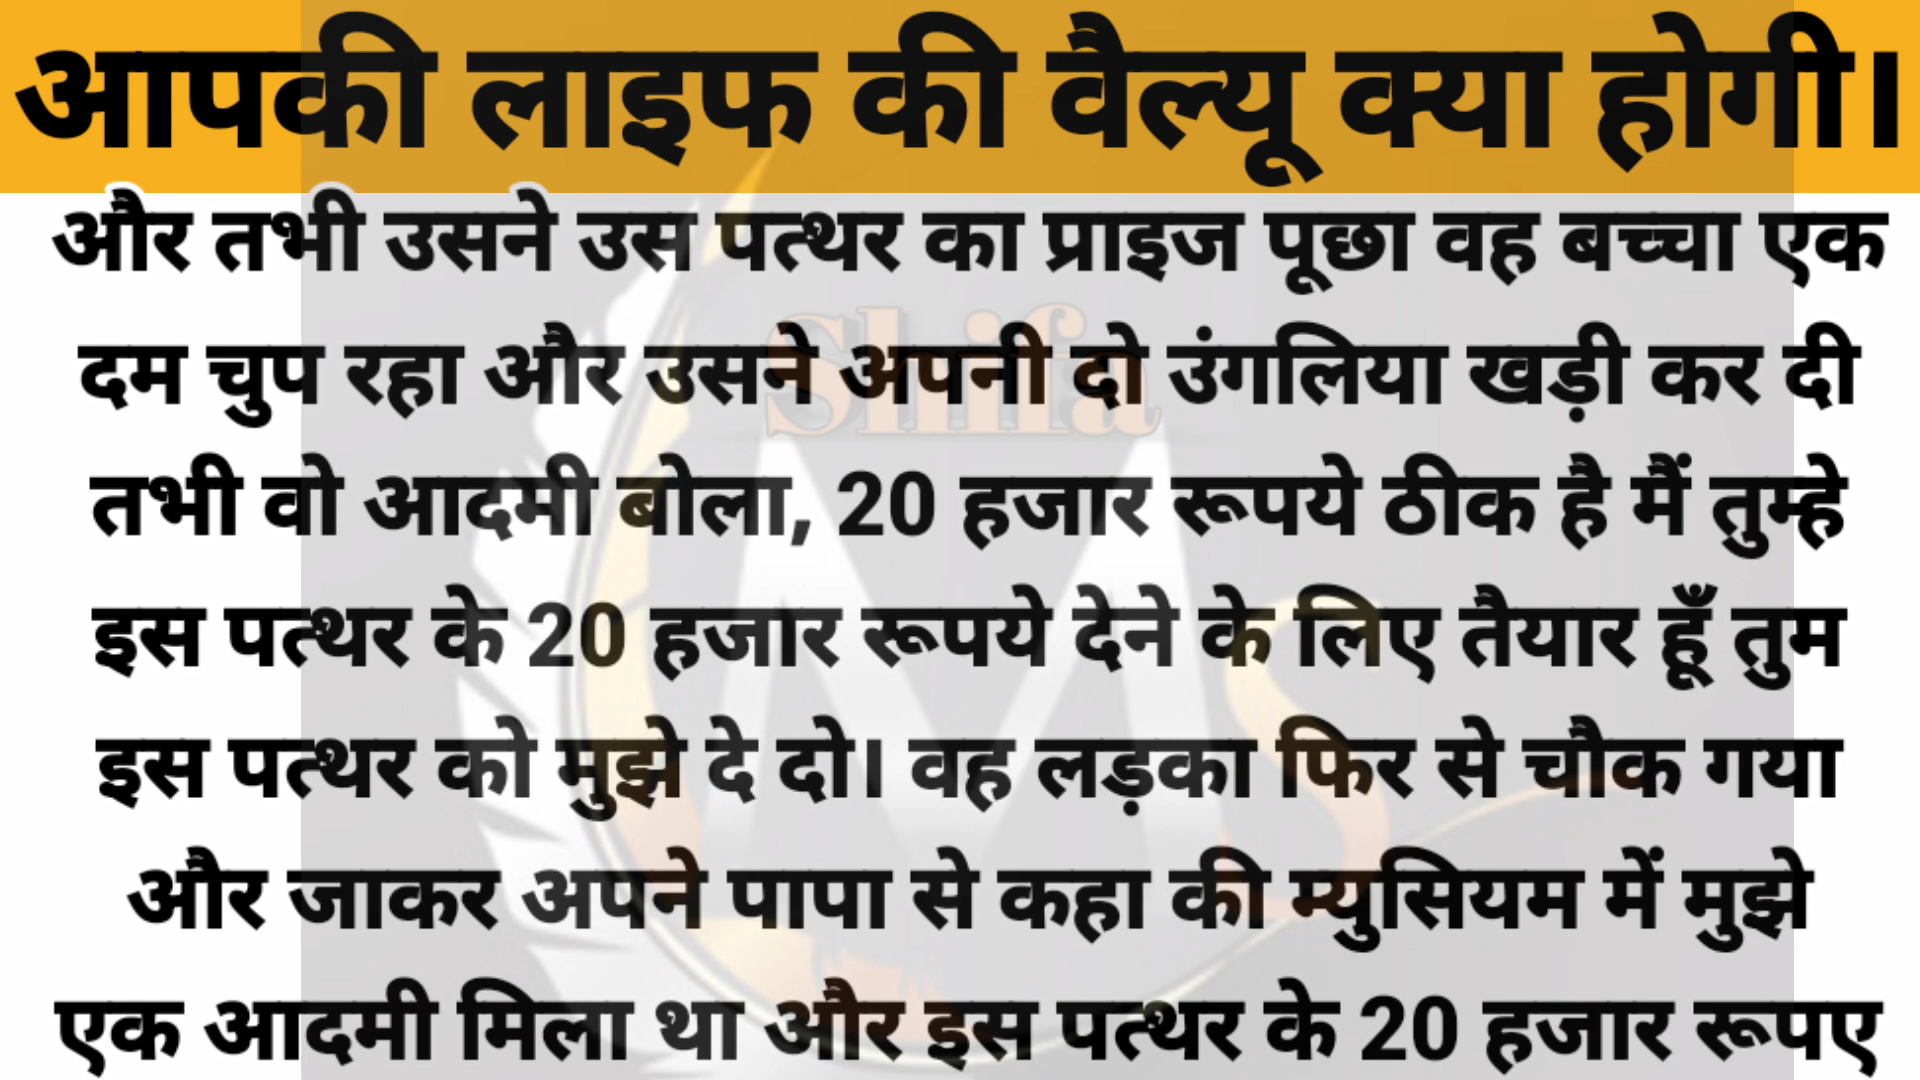 आपकी लाइफ की वैल्यू क्या होगी।
और तभी उसने उस पत्थर का प्राइज पूछा वह बच्चा एक
दम चुप रहा और उसने अपनी दो उंगलिया खड़ी कर दी
तभी वो आदमी बोला, 20 हजार रूपये ठीक है मैं तुम्हे
इस पत्थर के 20 हजार रूपये देने के लिए तैयार हूँ तुम
इस पत्थर को मुझे दे दो। वह लड़का फिर से चौक गया
और जाकर अपने पापा से कहा की म्युसियम में मुझे
एक आदमी मिला था और इस पत्थर के 20 हजार रूपए
Shifa
MS